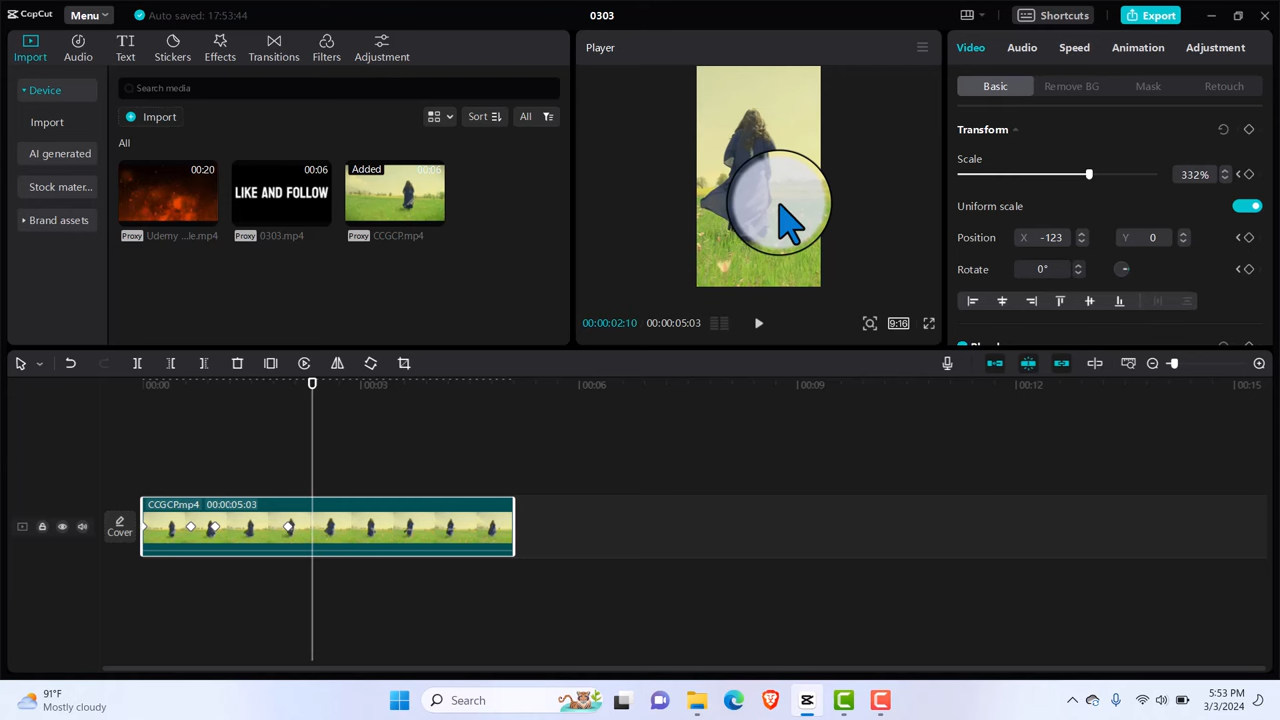 CapCut
Menu
Auto saved: 17:53:44
0303
Shortcuts
Export
Import
Audio
Text
Stickers
Effects
Transitions
Filters
Adjustment
Device
Import
AI generated
Stock mater...
Brand assets
Search media
Import
Sort
All
All
00:20
00:06
LIKE AND FOLLOW
Added
00:06
Proxy Udemy ...le.mp4
Proxy 0303.mp4
Proxy CCGCP.mp4
Player
00:00:02:10
00:00:05:03
9:16
Video
Audio
Speed
Animation
Adjustment
Basic
Remove BG
Mask
Retouch
Transform
Scale
332%
Uniform scale
Position
X -123
Y 0
Rotate
0°
00:00
00:03
00:06
00:09
00:12
00:15
Cover
CCGCP.mp4 00:00:05:03
91°F
Mostly cloudy
Search
5:53 PM
3/3/2024